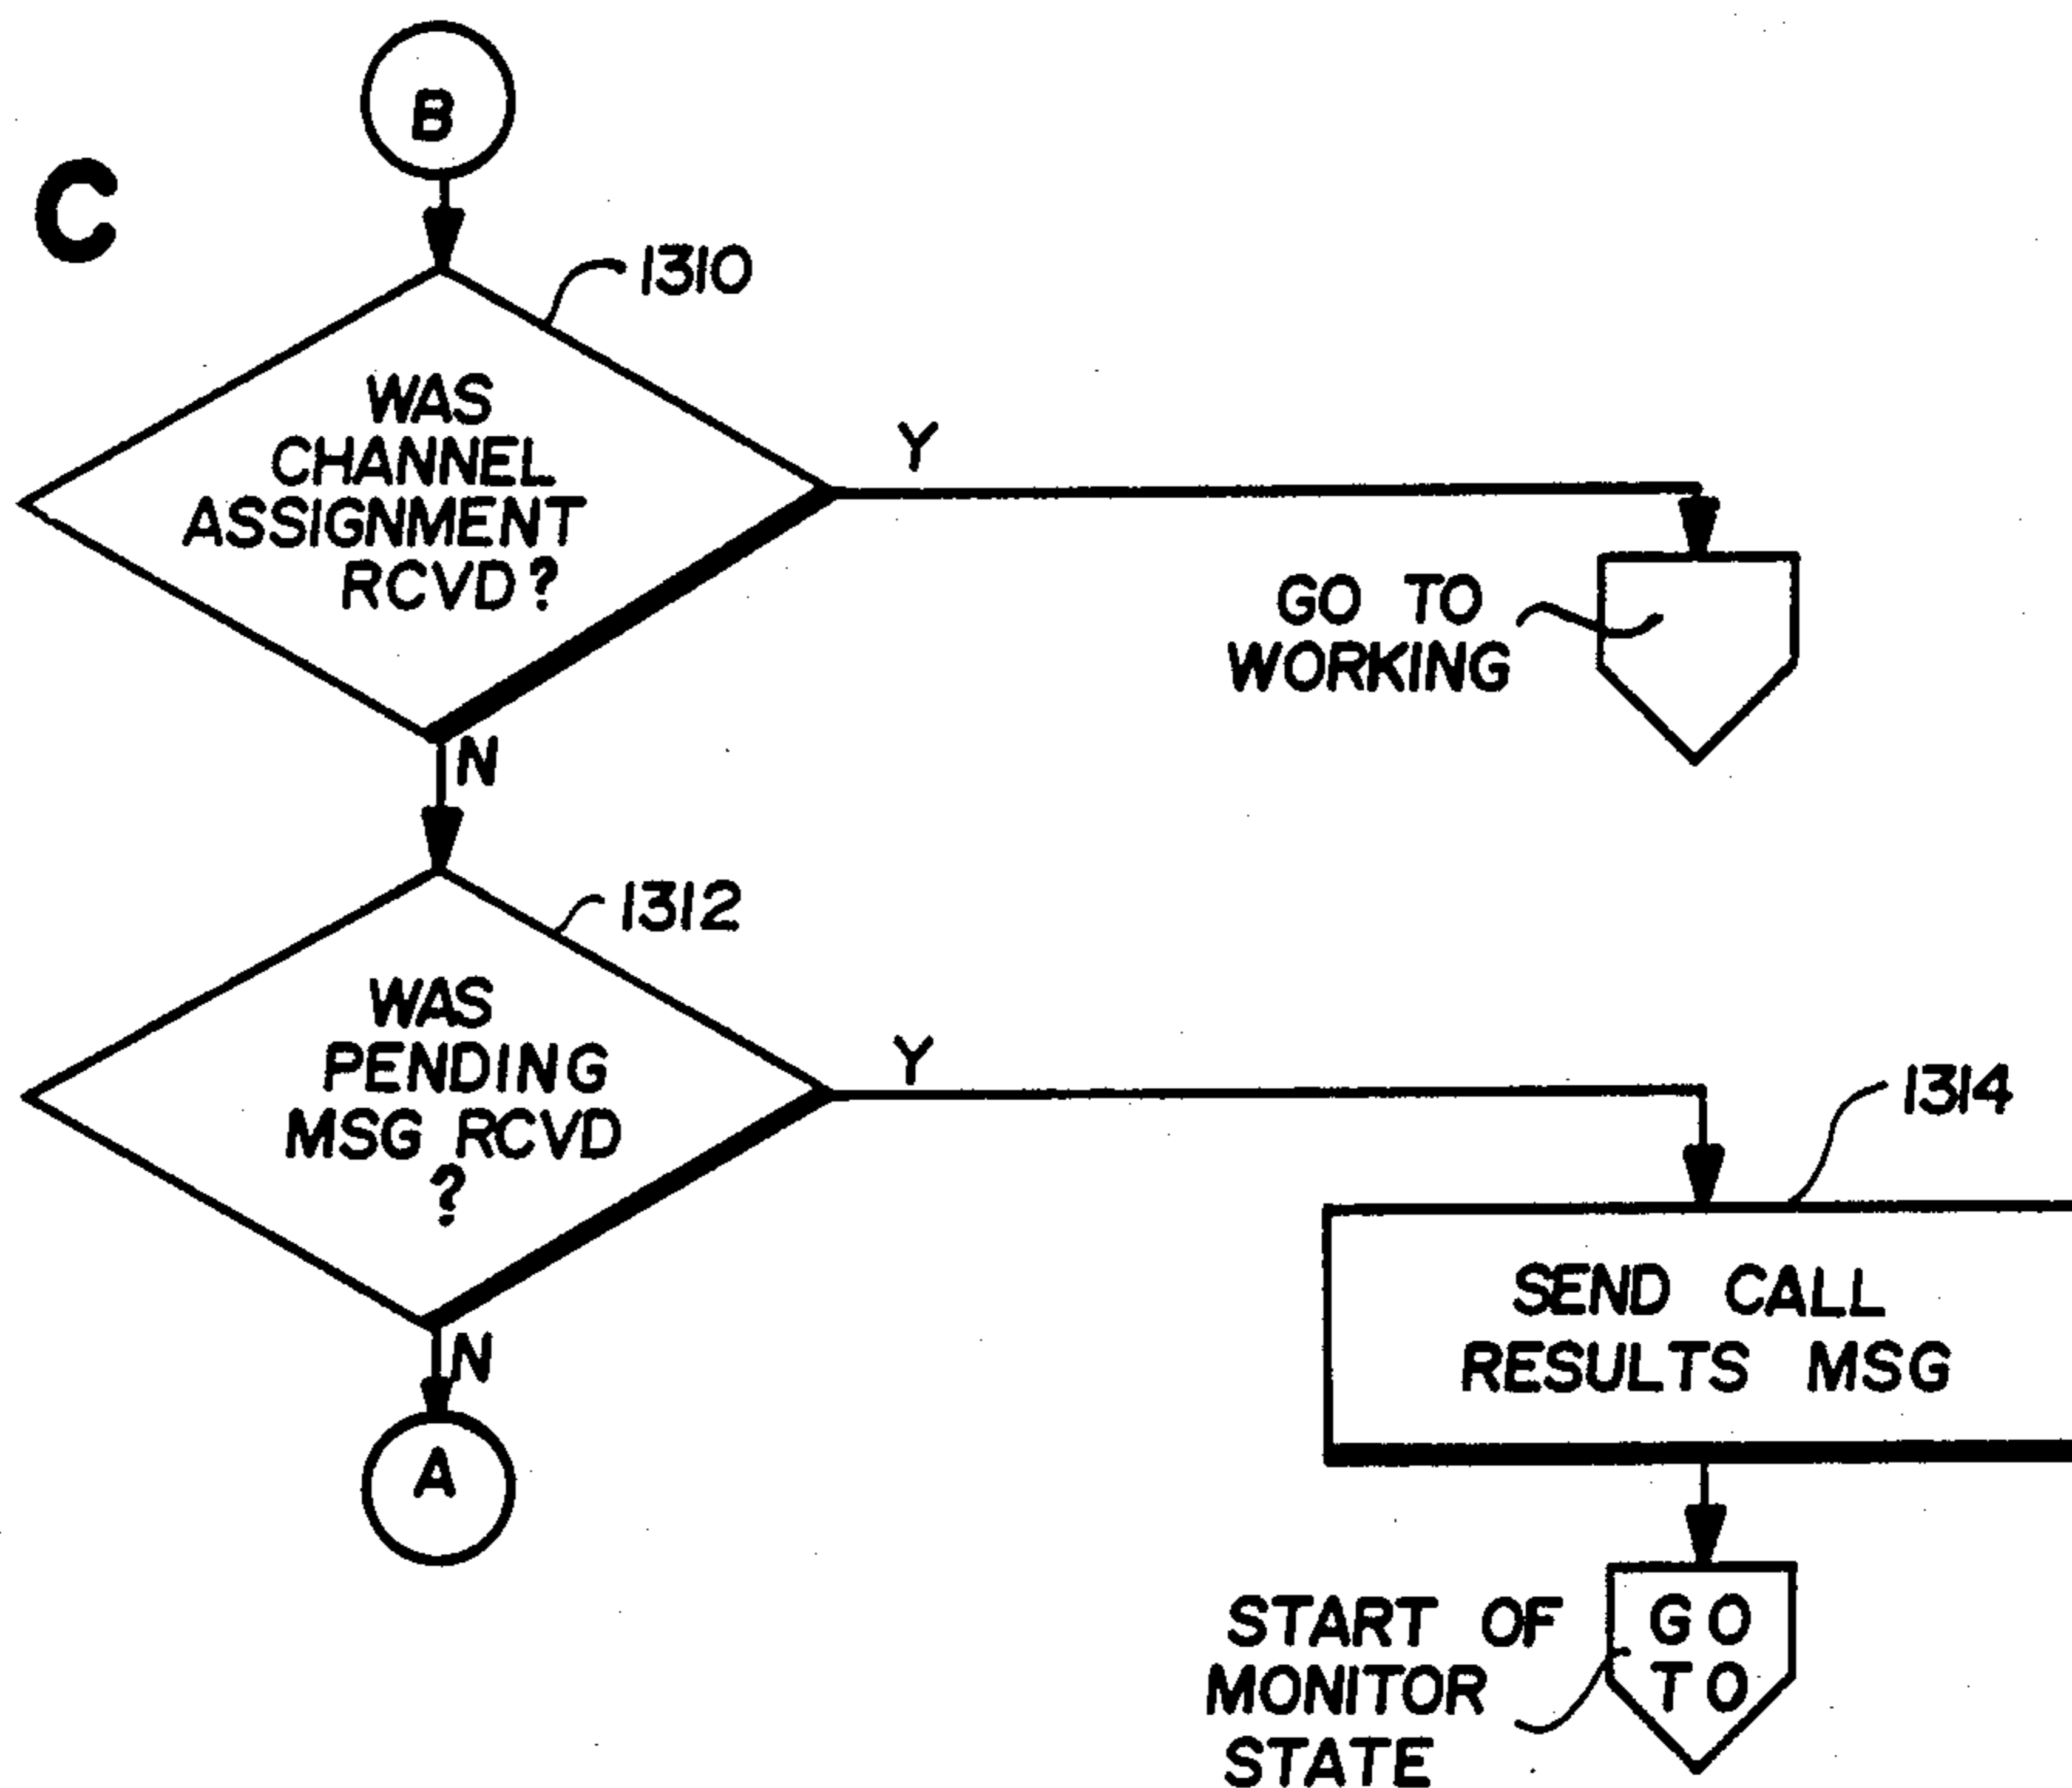 B
C
1310
WAS
CHANNEL
ASSIGNMENT
RCVD?
Y
GO TO
WORKING
N
1312
WAS
PENDING
MSG RCVD
?
Y
1314
SEND CALL
RESULTS MSG
N
A
START OF
MONITOR
STATE
GO
TO